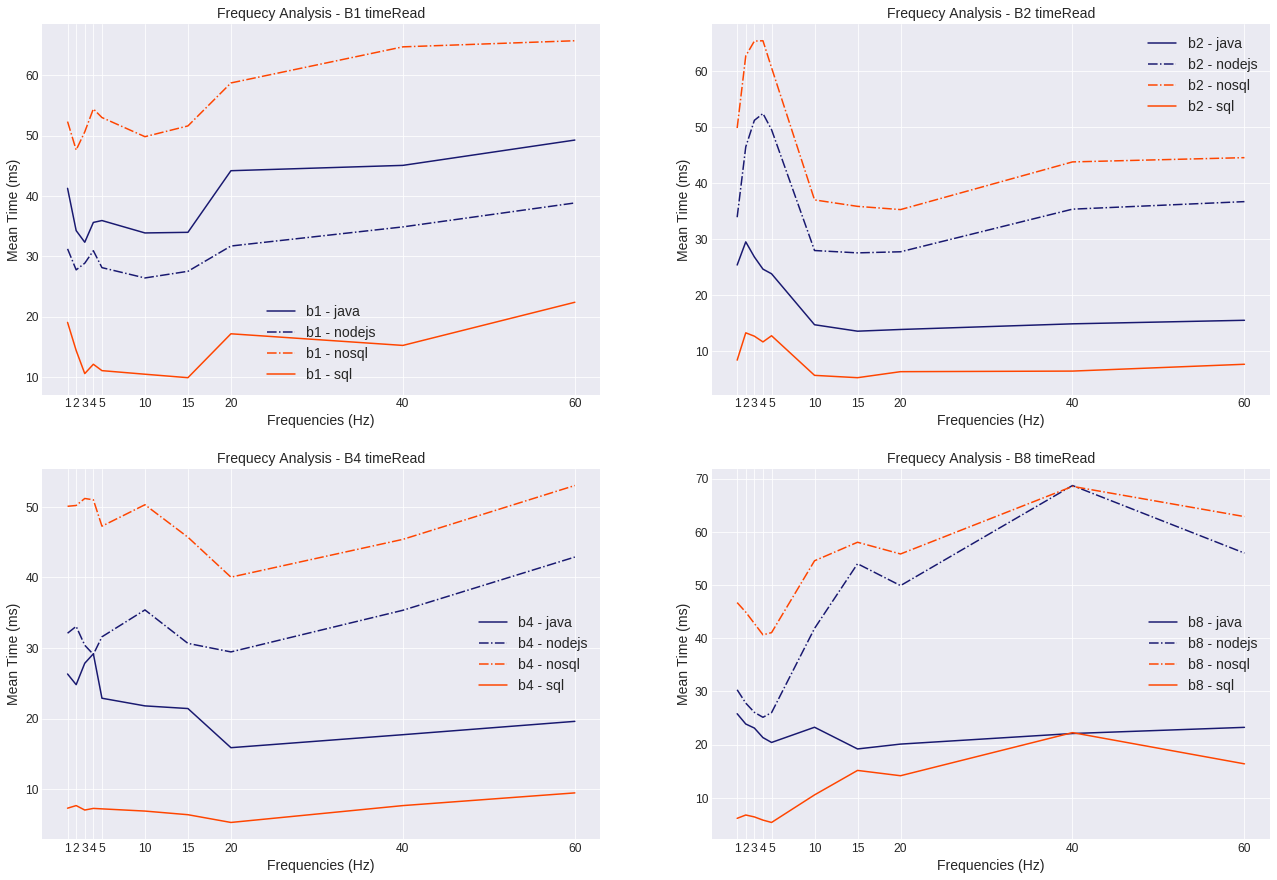 Frequecy Analysis - B1 timeRead
Mean Time (ms)
60
50
40
30
20
10
b1 - java
b1 - nodejs
b1 - nosql
b1 - sql
1 2 3 4 5 10 15 20 40 60
Frequencies (Hz)
Frequecy Analysis - B2 timeRead
Mean Time (ms)
60
50
40
30
20
10
b2 - java
b2 - nodejs
b2 - nosql
b2 - sql
1 2 3 4 5 10 15 20 40 60
Frequencies (Hz)
Frequecy Analysis - B4 timeRead
Mean Time (ms)
50
40
30
20
10
b4 - java
b4 - nodejs
b4 - nosql
b4 - sql
1 2 3 4 5 10 15 20 40 60
Frequencies (Hz)
Frequecy Analysis - B8 timeRead
Mean Time (ms)
70
60
50
40
30
20
10
b8 - java
b8 - nodejs
b8 - nosql
b8 - sql
1 2 3 4 5 10 15 20 40 60
Frequencies (Hz)